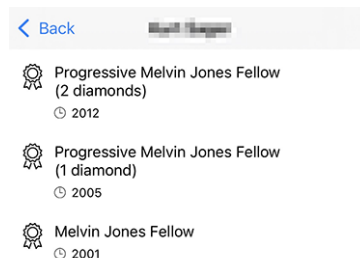 Back
Progressive Melvin Jones Fellow
(2 diamonds)
2012
Progressive Melvin Jones Fellow
(1 diamond)
2005
Melvin Jones Fellow
2001